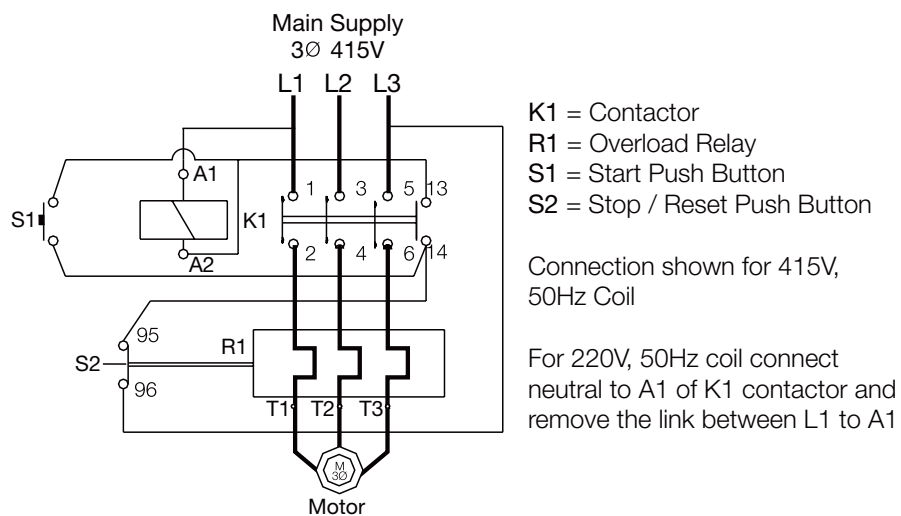 Main Supply
3∅ 415V
L1 L2 L3
A1
1 3 5 13
S1
K1
A2
2 4 6 14
95
S2
R1
96
T1 T2 T3
M
3∅
Motor
K1 = Contactor
R1 = Overload Relay
S1 = Start Push Button
S2 = Stop / Reset Push Button
Connection shown for 415V,
50Hz Coil
For 220V, 50Hz coil connect
neutral to A1 of K1 contactor and
remove the link between L1 to A1